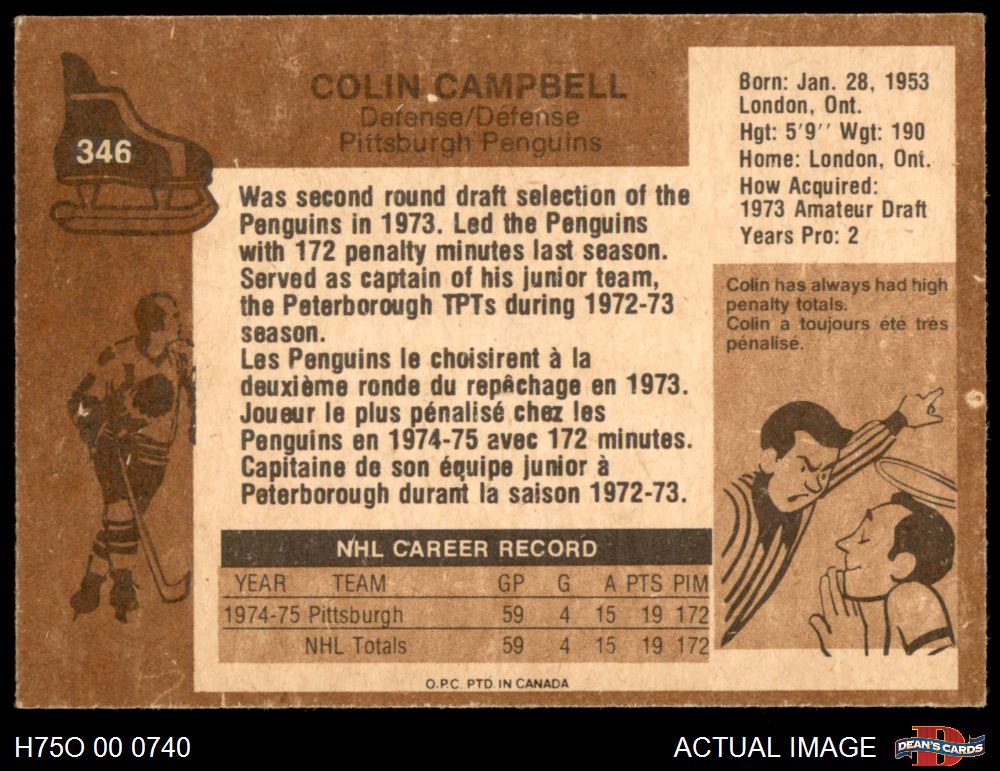 346
COLIN CAMPBELL
Defense/Défense
Pittsburgh Penguins
Born: Jan. 28, 1953
London, Ont.
Hgt: 5'9'' Wgt: 190
Home: London, Ont.
How Acquired:
1973 Amateur Draft
Years Pro: 2
Was second round draft selection of the
Penguins in 1973. Led the Penguins
with 172 penalty minutes last season.
Served as captain of his junior team,
the Peterborough TPTs during 1972-73
season.
Les Penguins le choisirent à la
deuxième ronde du repêchage en 1973.
Joueur le plus pénalisé chez les
Penguins en 1974-75 avec 172 minutes.
Capitaine de son équipe junior à
Peterborough durant la saison 1972-73.
Colin has always had high
penalty totals.
Colin a toujours été très
pénalisé.
NHL CAREER RECORD
YEAR TEAM GP G A PTS PIM
1974-75 Pittsburgh 59 4 15 19 172
NHL Totals 59 4 15 19 172
O.P.C. PTD. IN CANADA
H75O 00 0740
ACTUAL IMAGE
D
DEAN'S CARDS